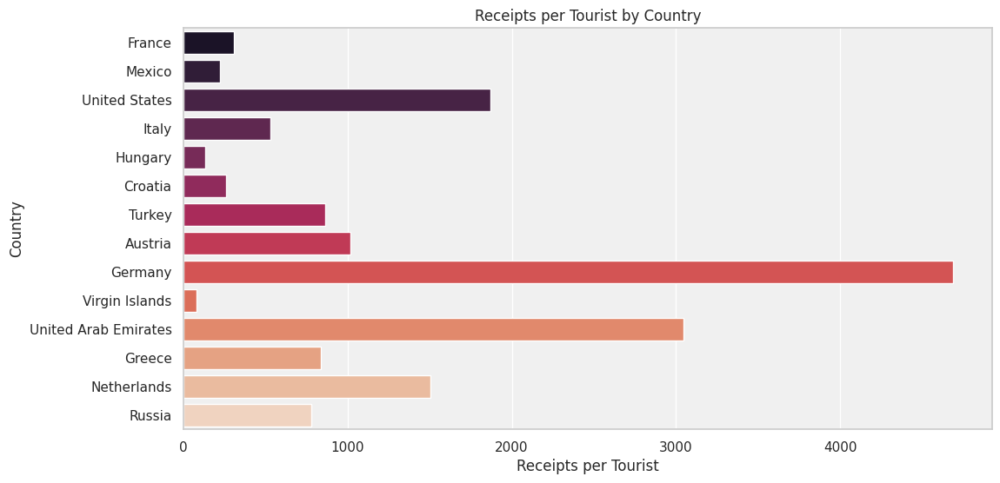 Receipts per Tourist by Country
France
Mexico
United States
Italy
Hungary
Croatia
Turkey
Austria
Germany
Virgin Islands
United Arab Emirates
Greece
Netherlands
Russia
Country
0 1000 2000 3000 4000
Receipts per Tourist